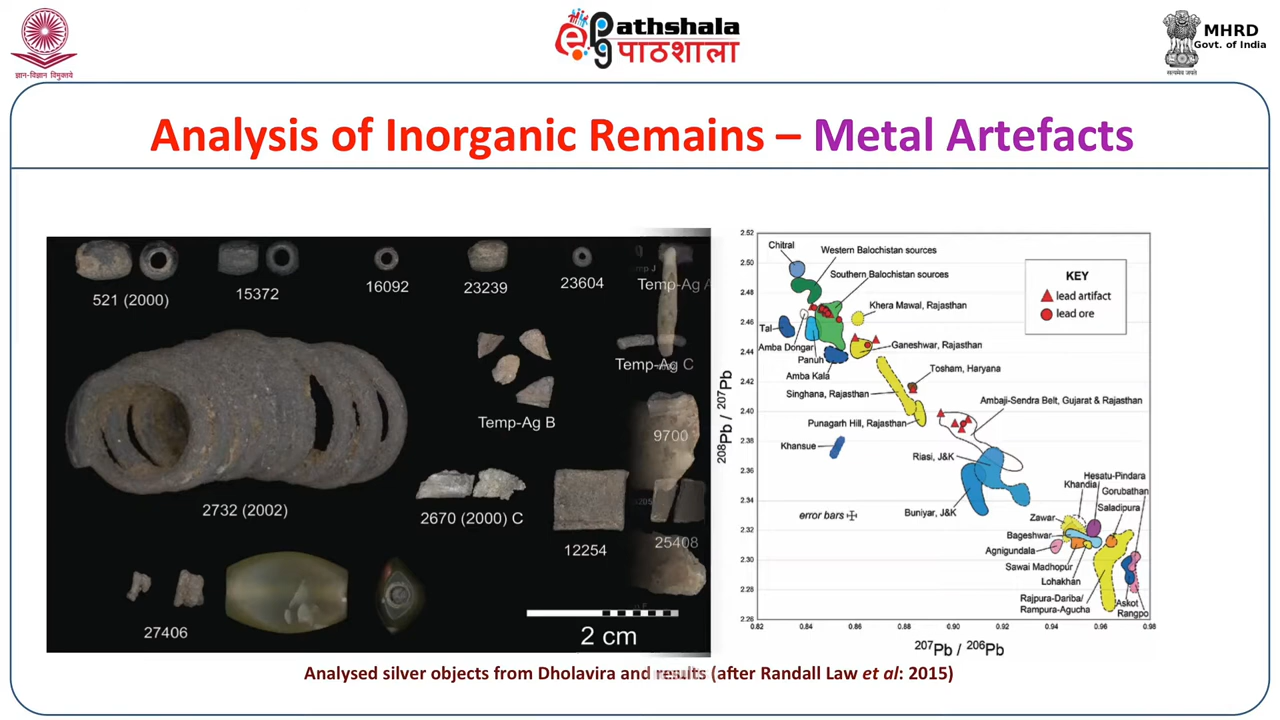 ज्ञान-विज्ञान विमुक्तये
ePathshala
पाठशाला
सत्यमेव जयते
MHRD
Govt. of India
Analysis of Inorganic Remains – Metal Artefacts
521 (2000)
15372
16092
23239
23604
Temp-Ag
Temp-Ag C
Temp-Ag B
9700
2732 (2002)
2670 (2000) C
12254
25408
27406
2 cm
208Pb / 207Pb
2.52
2.50
2.48
2.46
2.44
2.42
2.40
2.38
2.36
2.34
2.32
2.30
2.28
2.26
Chitral
Western Balochistan sources
Southern Balochistan sources
Khera Mawal, Rajasthan
Tal
Amba Dongar
Panuh
Ganeshwar, Rajasthan
Amba Kala
Tosham, Haryana
Singhana, Rajasthan
Ambaji-Sendra Belt, Gujarat & Rajasthan
Punagarh Hill, Rajasthan
Khansue
Riasi, J&K
Hesatu-Pindara
Khandia
Gorubathan
Buniyar, J&K
error bars
Saladipura
Zawar
Bageshwar
Agnigundala
Sawai Madhopur
Lohakhan
Rajpura-Dariba/
Rampura-Agucha
Askot
Rangpo
KEY
lead artifact
lead ore
0.82
0.84
0.86
0.88
0.90
0.92
0.94
0.96
0.98
207Pb / 206Pb
Analysed silver objects from Dholavira and results (after Randall Law et al: 2015)